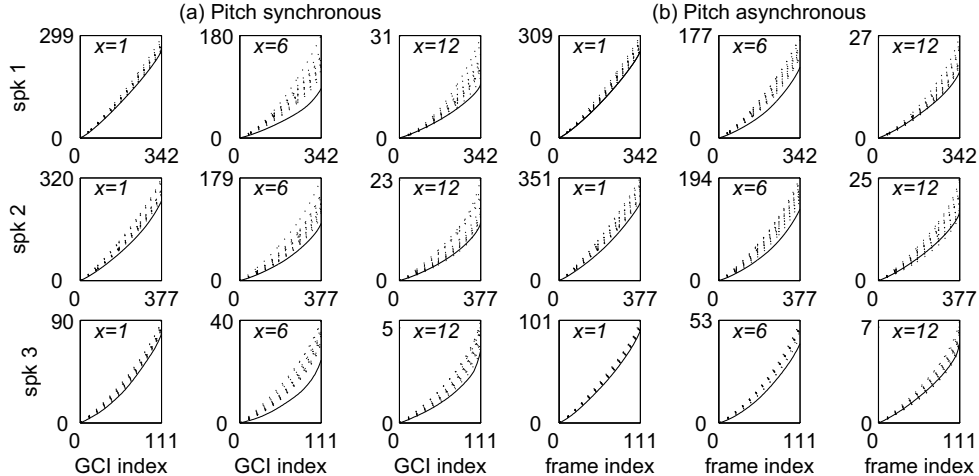 (a) Pitch synchronous (b) Pitch asynchronous
299 180 31 309 177 27
x=1 x=6 x=12 x=1 x=6 x=12
spk 1
0 0 0 0 0 0
0 342 0 342 0 342 0 342 0 342 0 342
320 179 23 351 194 25
x=1 x=6 x=12 x=1 x=6 x=12
spk 2
0 0 0 0 0 0
0 377 0 377 0 377 0 377 0 377 0 377
90 40 5 101 53 7
x=1 x=6 x=12 x=1 x=6 x=12
spk 3
0 0 0 0 0 0
0 111 0 111 0 111 0 111 0 111 0 111
GCI index GCI index GCI index frame index frame index frame index